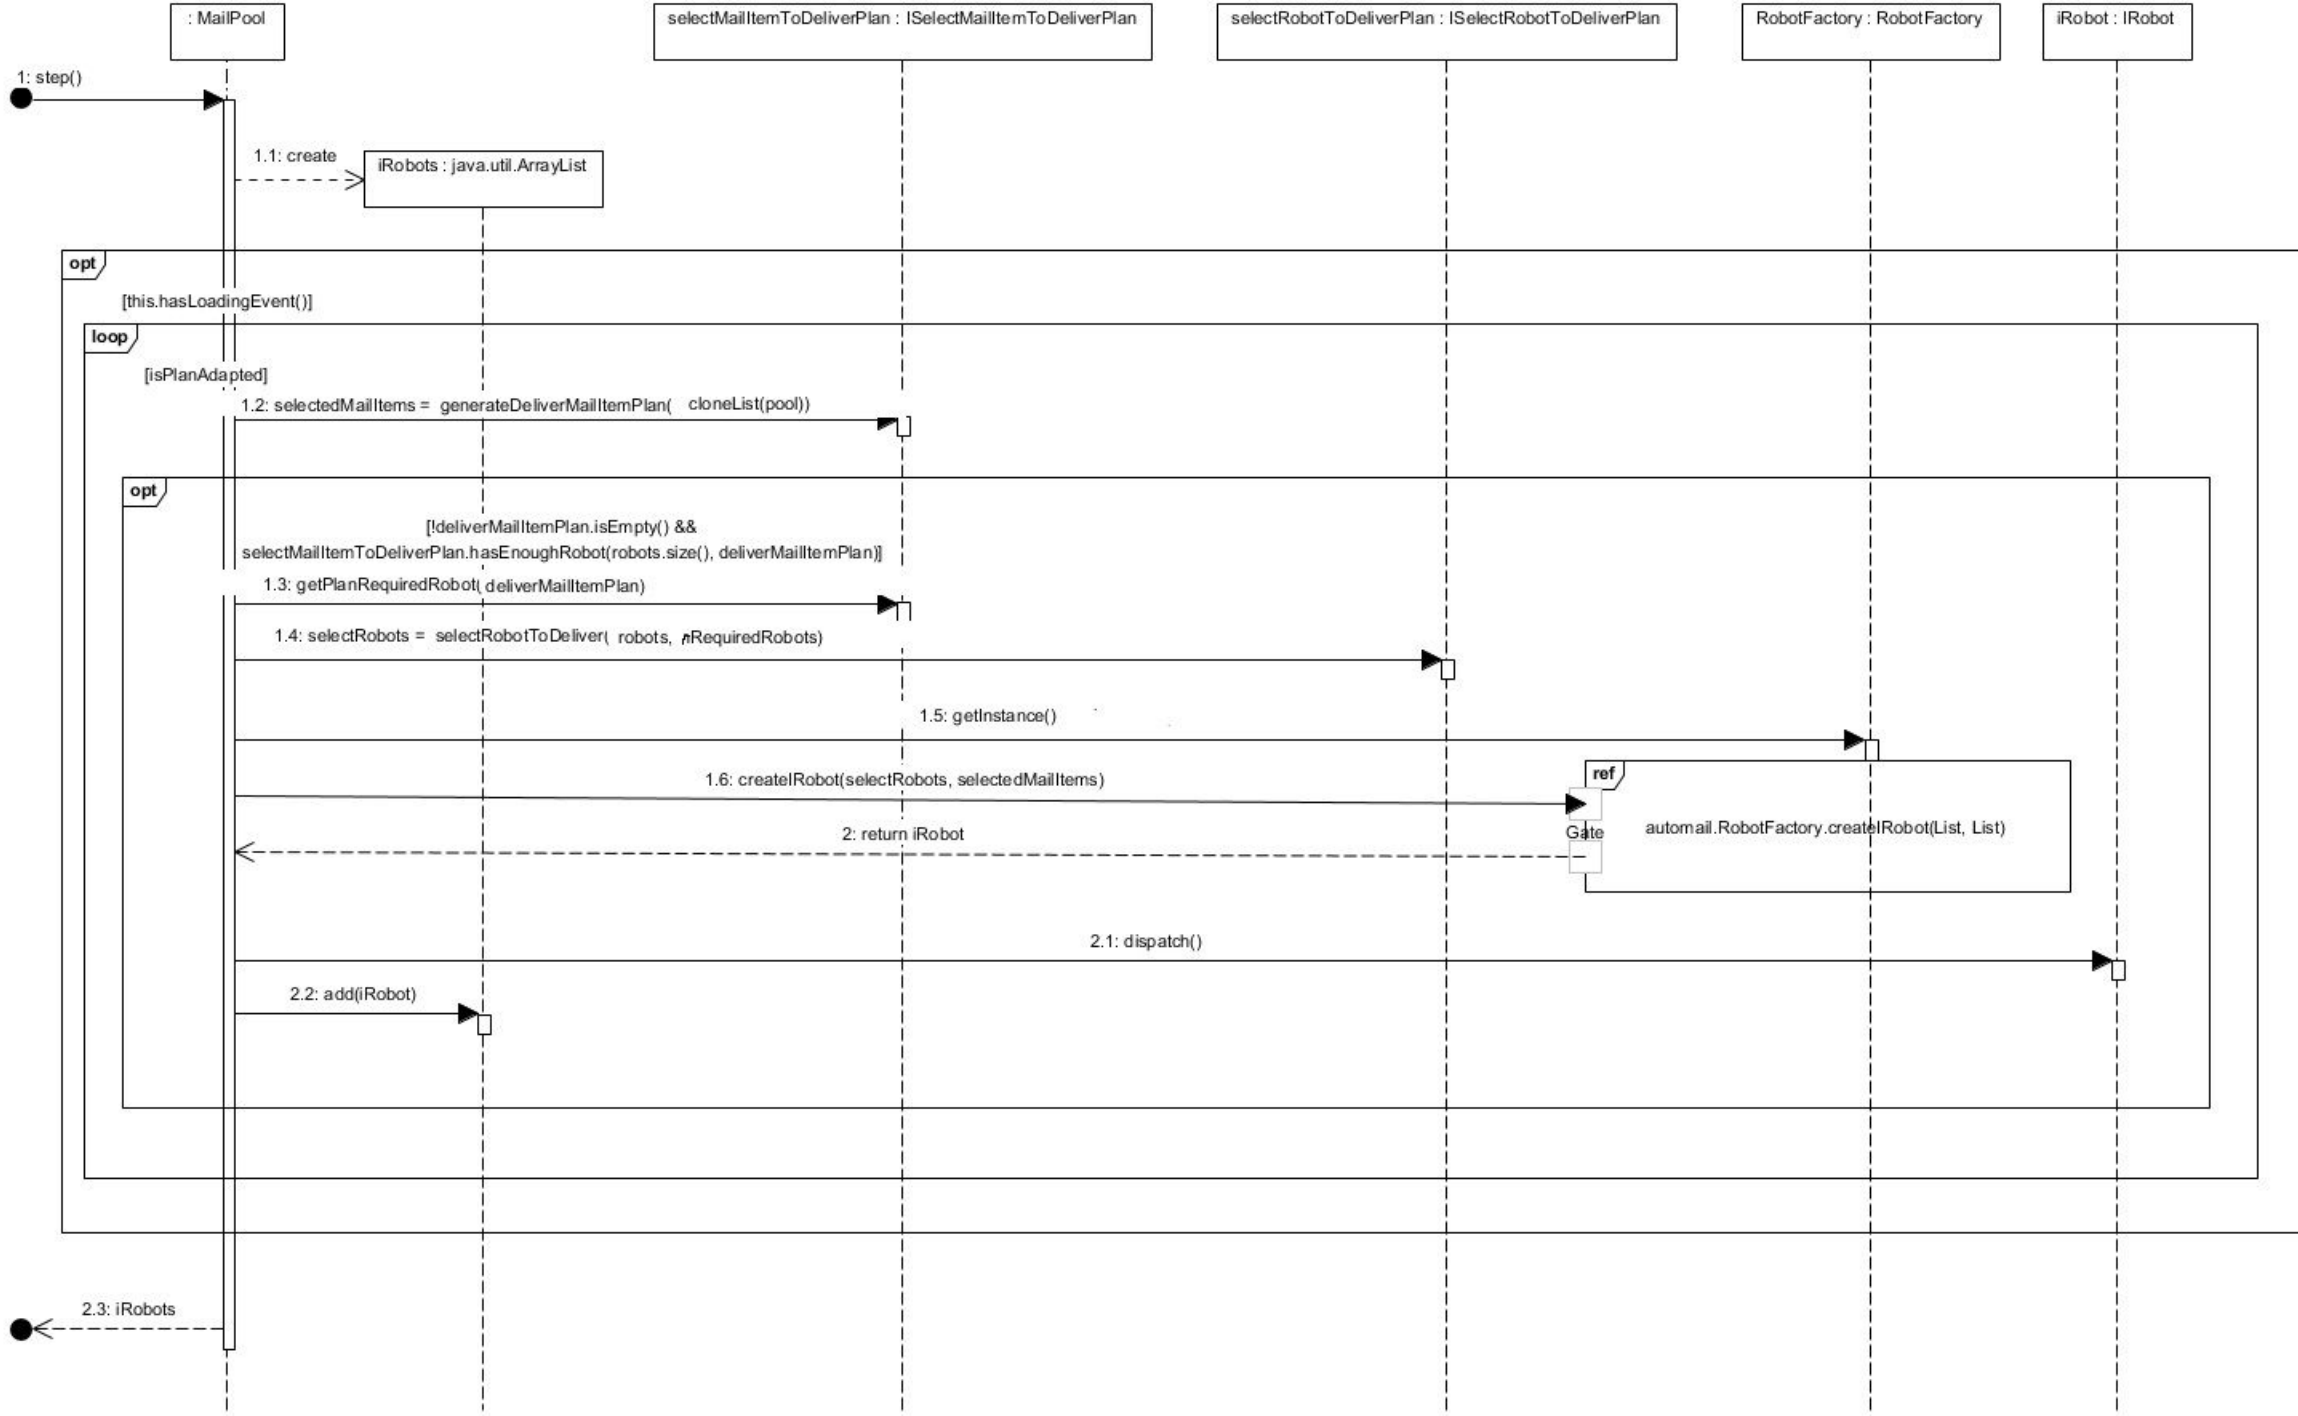 : MailPool
selectMailItemToDeliverPlan : ISelectMailItemToDeliverPlan
selectRobotToDeliverPlan : ISelectRobotToDeliverPlan
RobotFactory : RobotFactory
iRobot : IRobot
1: step()
1.1: create
iRobots : java.util.ArrayList
opt
[this.hasLoadingEvent()]
loop
[isPlanAdapted]
1.2: selectedMailItems = generateDeliverMailItemPlan( cloneList(pool))
opt
[!deliverMailItemPlan.isEmpty() &&
selectMailItemToDeliverPlan.hasEnoughRobot(robots.size(), deliverMailItemPlan)]
1.3: getPlanRequiredRobot( deliverMailItemPlan)
1.4: selectRobots = selectRobotToDeliver( robots, nRequiredRobots)
1.5: getInstance()
1.6: createIRobot(selectRobots, selectedMailItems)
ref
Gate
automail.RobotFactory.createIRobot(List, List)
2: return iRobot
2.1: dispatch()
2.2: add(iRobot)
2.3: iRobots